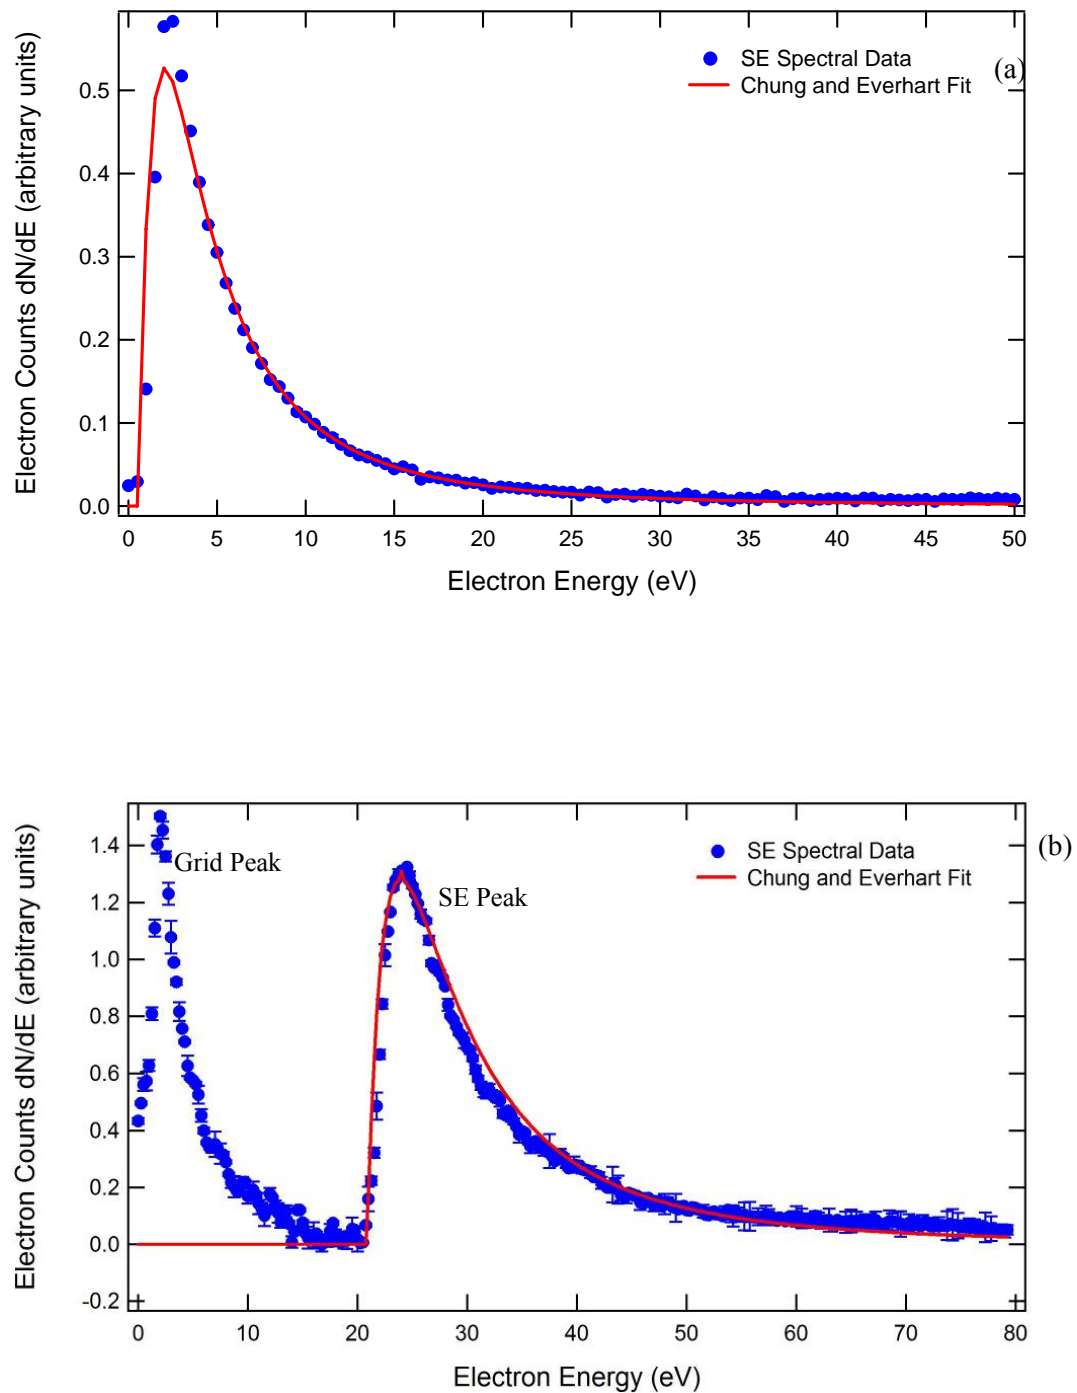 SE Spectral Data
Chung and Everhart Fit
(a)
Electron Counts dN/dE (arbitrary units)
0.5
0.4
0.3
0.2
0.1
0.0
0 5 10 15 20 25 30 35 40 45 50
Electron Energy (eV)
SE Spectral Data
Chung and Everhart Fit
(b)
Grid Peak
SE Peak
Electron Counts dN/dE (arbitrary units)
1.4
1.2
1.0
0.8
0.6
0.4
0.2
0.0
-0.2
0 10 20 30 40 50 60 70 80
Electron Energy (eV)